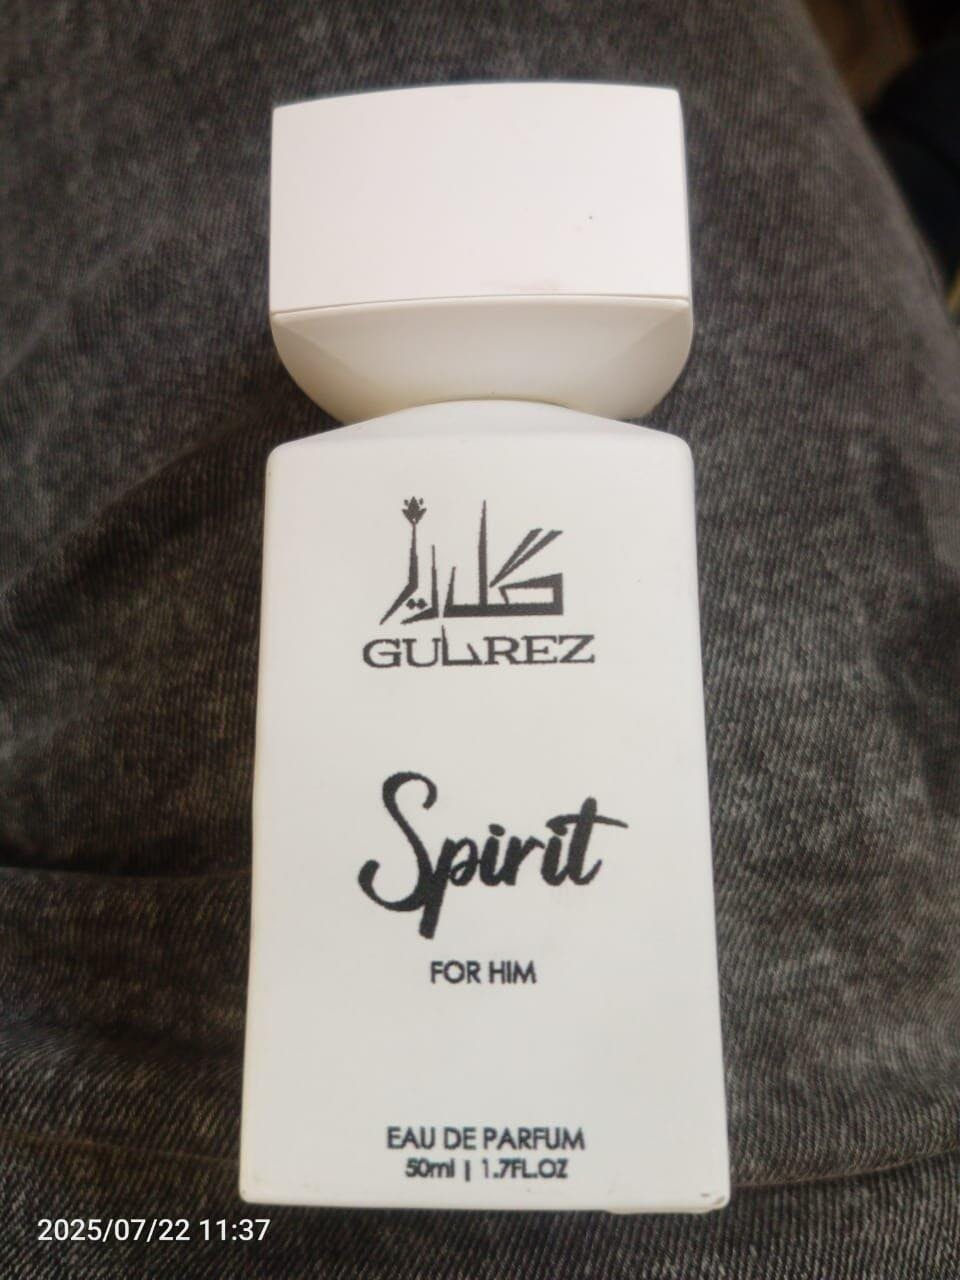 گلریز
GULREZ
Spirit
FOR HIM
EAU DE PARFUM
50ml | 1.7FL.OZ
2025/07/22 11:37